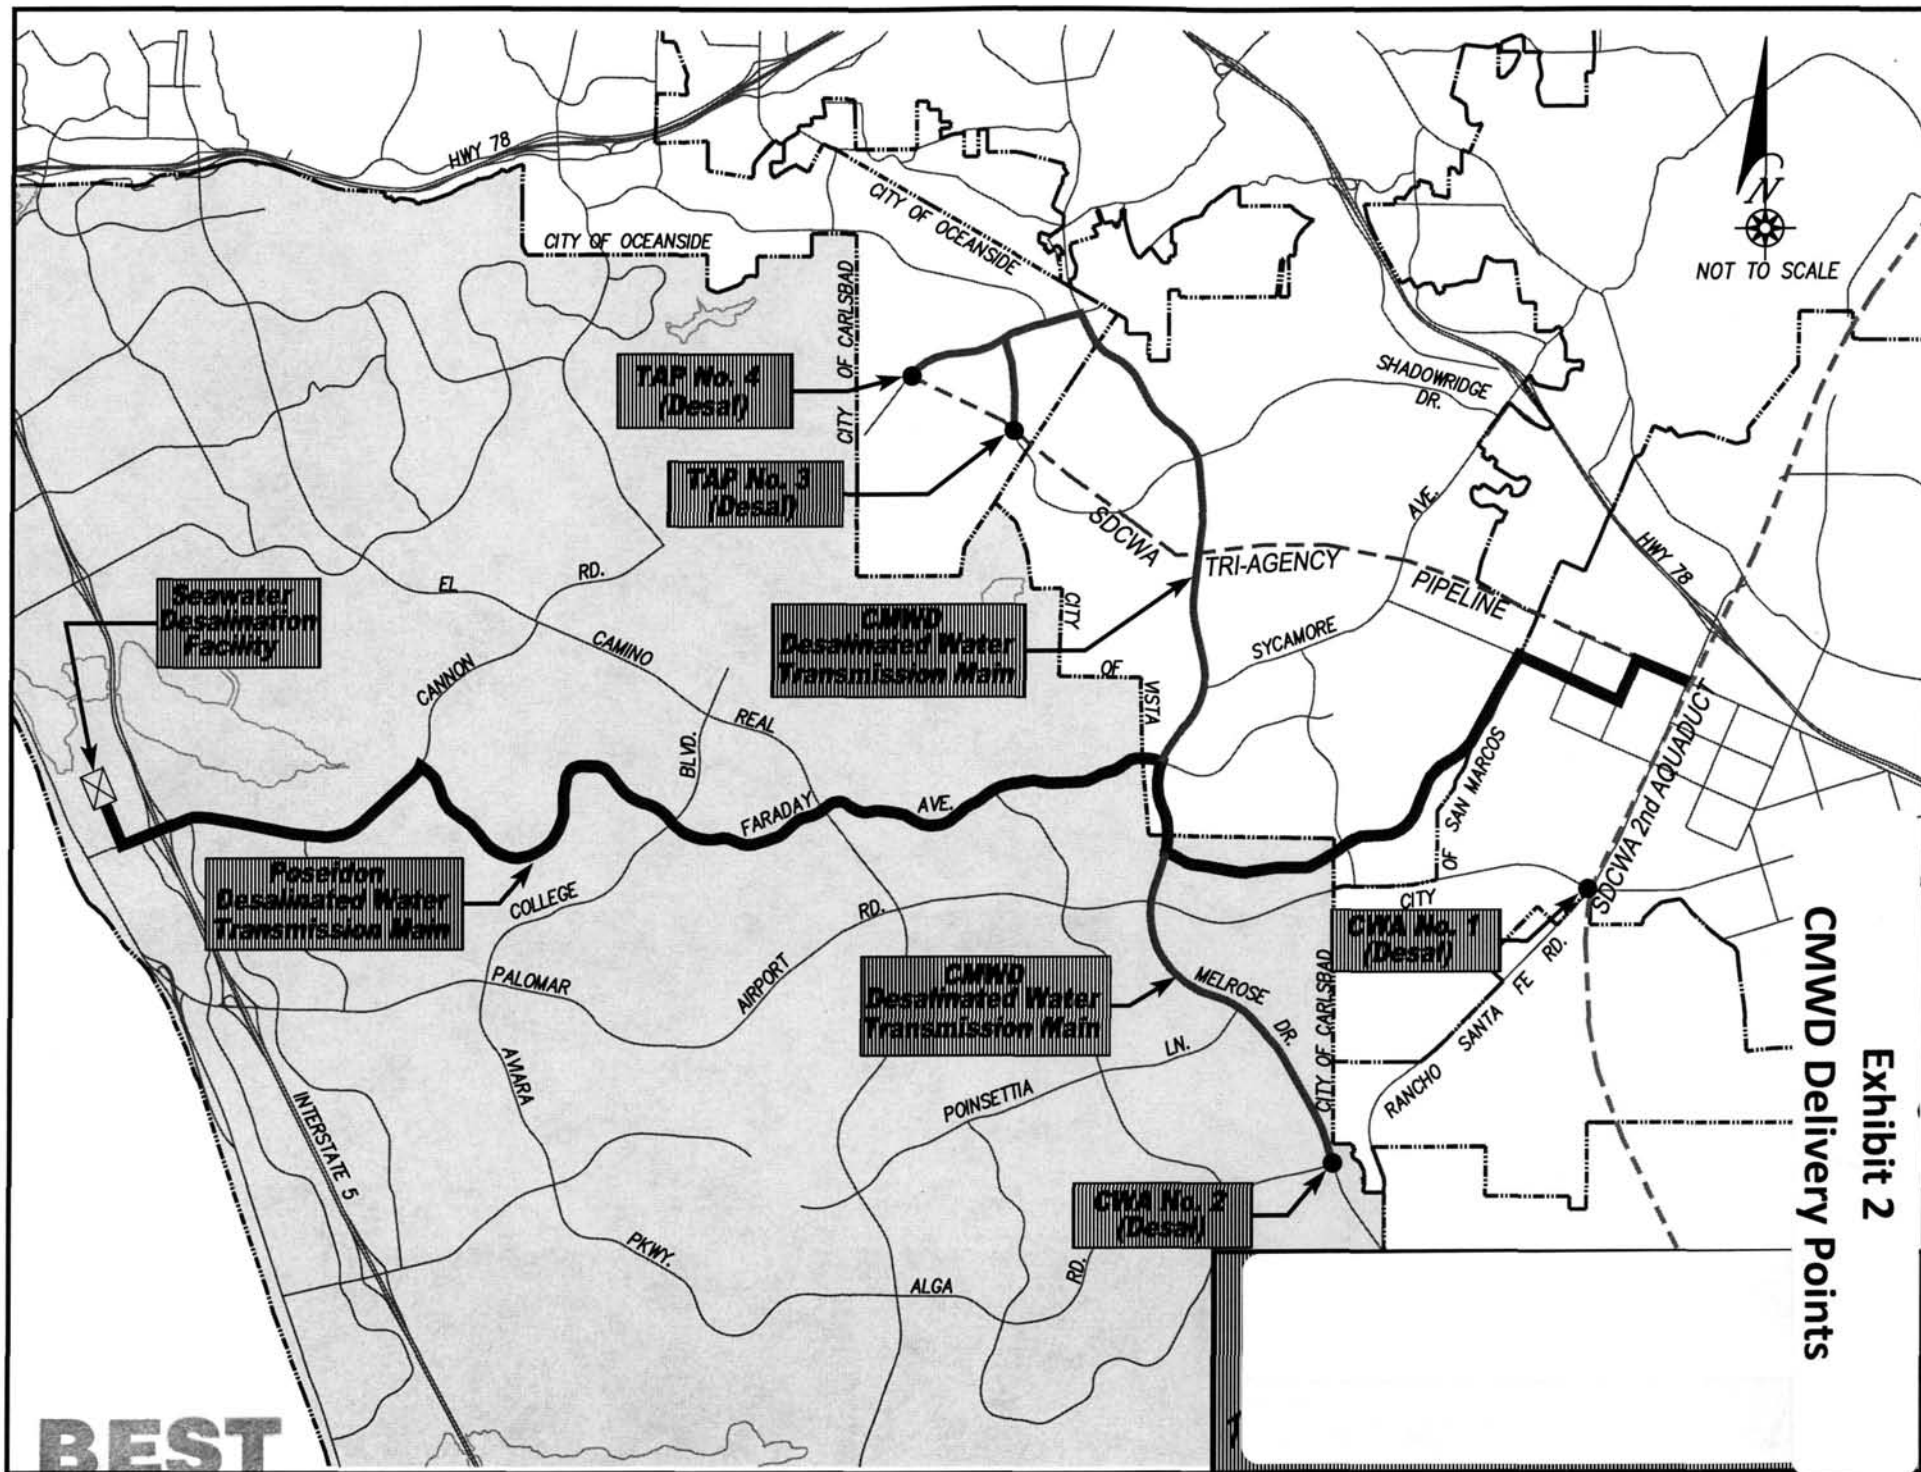 Exhibit 2
CMWD Delivery Points
HWY 78
N
NOT TO SCALE
CITY OF OCEANSIDE
CITY OF OCEANSIDE
CITY OF CARLSBAD
TAP No. 4
(Desal)
TAP No. 3
(Desal)
SHADOWRIDGE
DR.
AVE.
SDCWA
TRI-AGENCY
PIPELINE
HWY 78
EL
RD.
Seawater
Desalination
Facility
CAMINO
CANNON
REAL
BLVD.
CMWD
Desalinated Water
Transmission Main
CITY
OF
VISTA
SYCAMORE
SAN MARCOS
OF
CITY
SDCWA 2nd AQUADUCT
FARADAY
AVE.
Poseidon
Desalinated Water
Transmission Main
COLLEGE
RD.
PALOMAR
AIRPORT
CMWD
Desalinated Water
Transmission Main
MELROSE
DR.
CITY OF CARLSBAD
CWA No. 1
(Desal)
RD.
FE
SANTA
RANCHO
AVIARA
LN.
POINSETTIA
INTERSTATE 5
CWA No. 2
(Desal)
PKWY.
ALGA
RD.
BEST